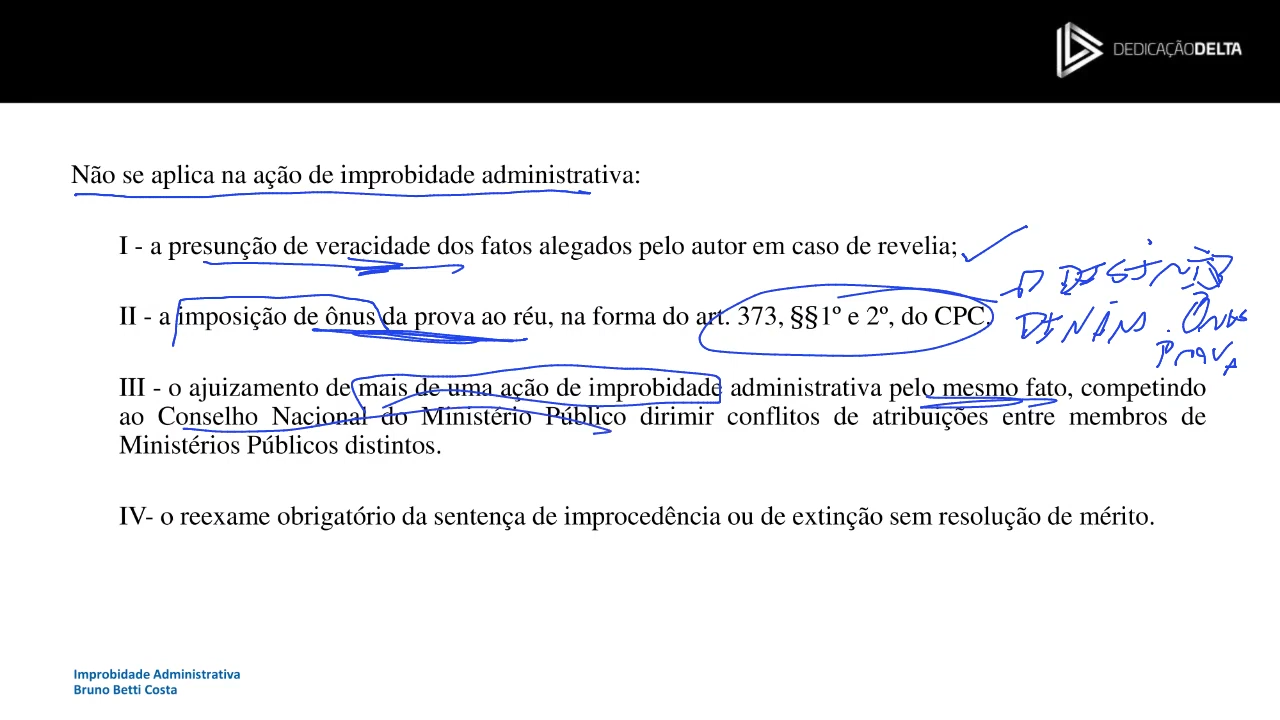 DEDICAÇÃODELTA
Não se aplica na ação de improbidade administrativa:
I - a presunção de veracidade dos fatos alegados pelo autor em caso de revelia;
II - a imposição de ônus da prova ao réu, na forma do art. 373, §§1º e 2º, do CPC.
III - o ajuizamento de mais de uma ação de improbidade administrativa pelo mesmo fato, competindo
ao Conselho Nacional do Ministério Público dirimir conflitos de atribuições entre membros de
Ministérios Públicos distintos.
IV- o reexame obrigatório da sentença de improcedência ou de extinção sem resolução de mérito.
ÔNUS
PROVA
Improbidade Administrativa
Bruno Betti Costa